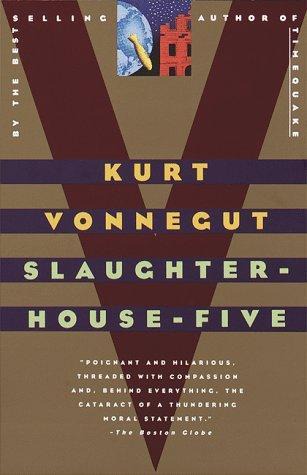 BY THE BEST
SELLING
AUTHOR OF
TIMEQUAKE
KURT
VONNEGUT
SLAUGHTER-
HOUSE-FIVE
"POIGNANT AND HILARIOUS,
THREADED WITH COMPASSION
AND, BEHIND EVERYTHING, THE
CATARACT OF A THUNDERING
MORAL STATEMENT."
-The Boston Globe